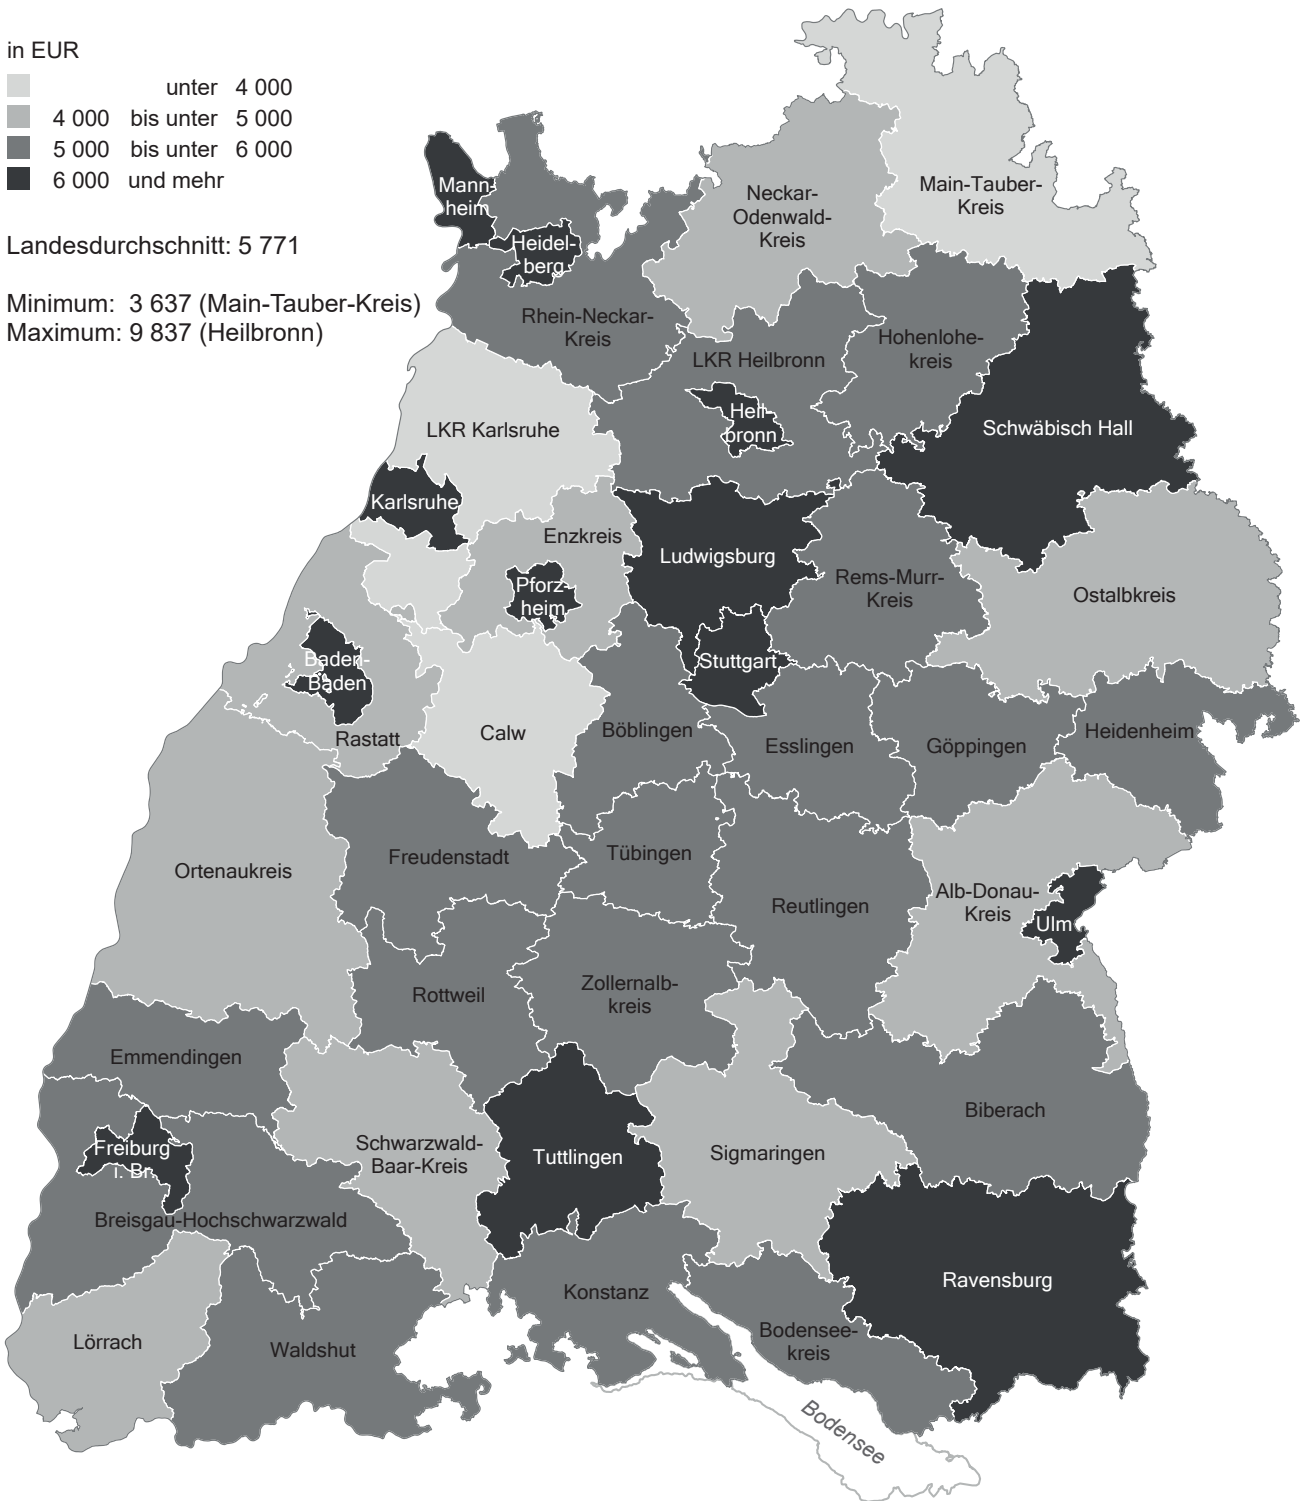 in EUR
unter 4 000
4 000 bis unter 5 000
5 000 bis unter 6 000
6 000 und mehr
Landesdurchschnitt: 5 771
Minimum: 3 637 (Main-Tauber-Kreis)
Maximum: 9 837 (Heilbronn)
Mann-
heim
Heidel-
berg
Neckar-
Odenwald-
Kreis
Main-Tauber-
Kreis
Rhein-Neckar-
Kreis
LKR Heilbronn
Hohenlohe-
kreis
Heil-
bronn
Schwäbisch Hall
LKR Karlsruhe
Karlsruhe
Enzkreis
Pforz-
heim
Ludwigsburg
Rems-Murr-
Kreis
Ostalbkreis
Baden-
Baden
Stuttgart
Rastatt
Calw
Böblingen
Esslingen
Göppingen
Heidenheim
Ortenaukreis
Freudenstadt
Tübingen
Reutlingen
Alb-Donau-
Kreis
Ulm
Rottweil
Zollernalb-
kreis
Emmendingen
Biberach
Freiburg
i. Br.
Schwarzwald-
Baar-Kreis
Tuttlingen
Sigmaringen
Breisgau-Hochschwarzwald
Ravensburg
Konstanz
Lörrach
Waldshut
Bodensee-
kreis
Bodensee